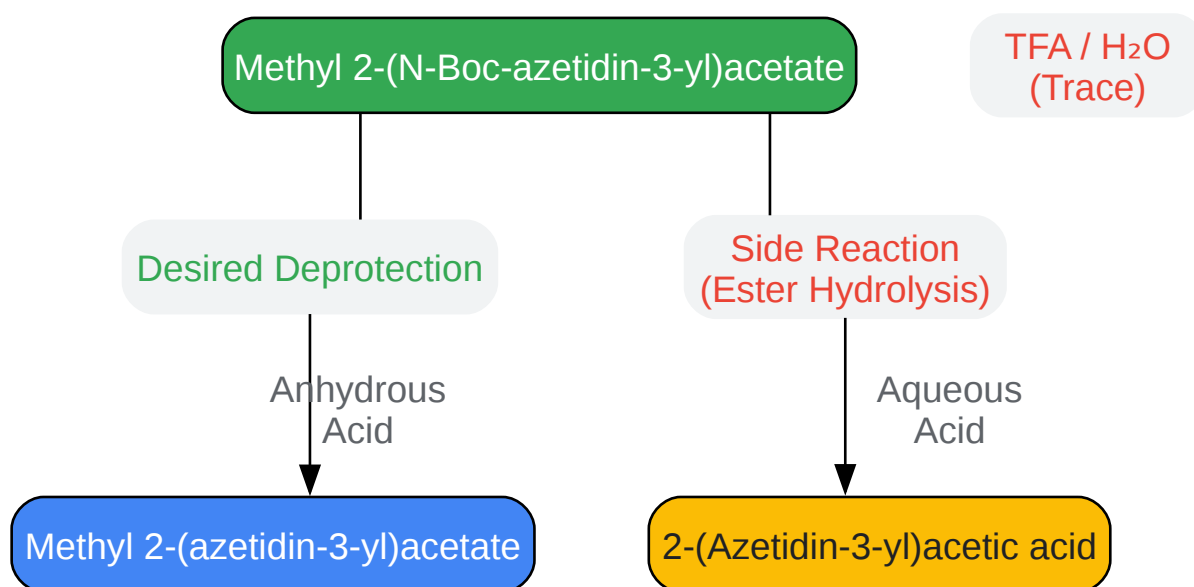 Methyl 2-(N-Boc-azetidin-3-yl)acetate
TFA / H₂O
(Trace)
Desired Deprotection
Side Reaction
(Ester Hydrolysis)
Anhydrous
Acid
Aqueous
Acid
Methyl 2-(azetidin-3-yl)acetate
2-(Azetidin-3-yl)acetic acid